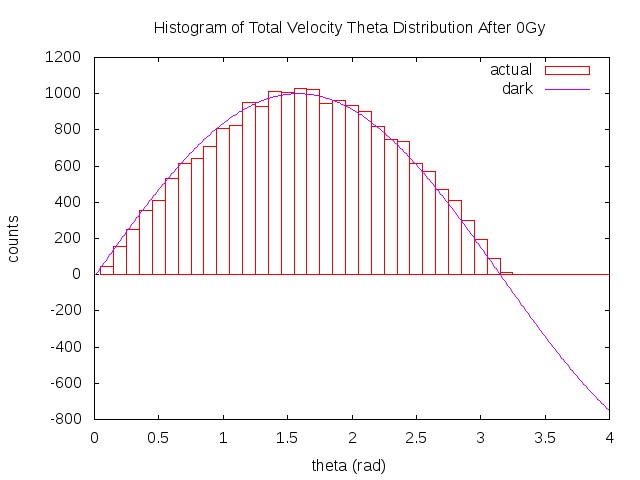 Histogram of Total Velocity Theta Distribution After 0Gy
1200
1000
800
600
400
200
0
-200
-400
-600
-800
counts
actual
dark
0 0.5 1 1.5 2 2.5 3 3.5 4
theta (rad)